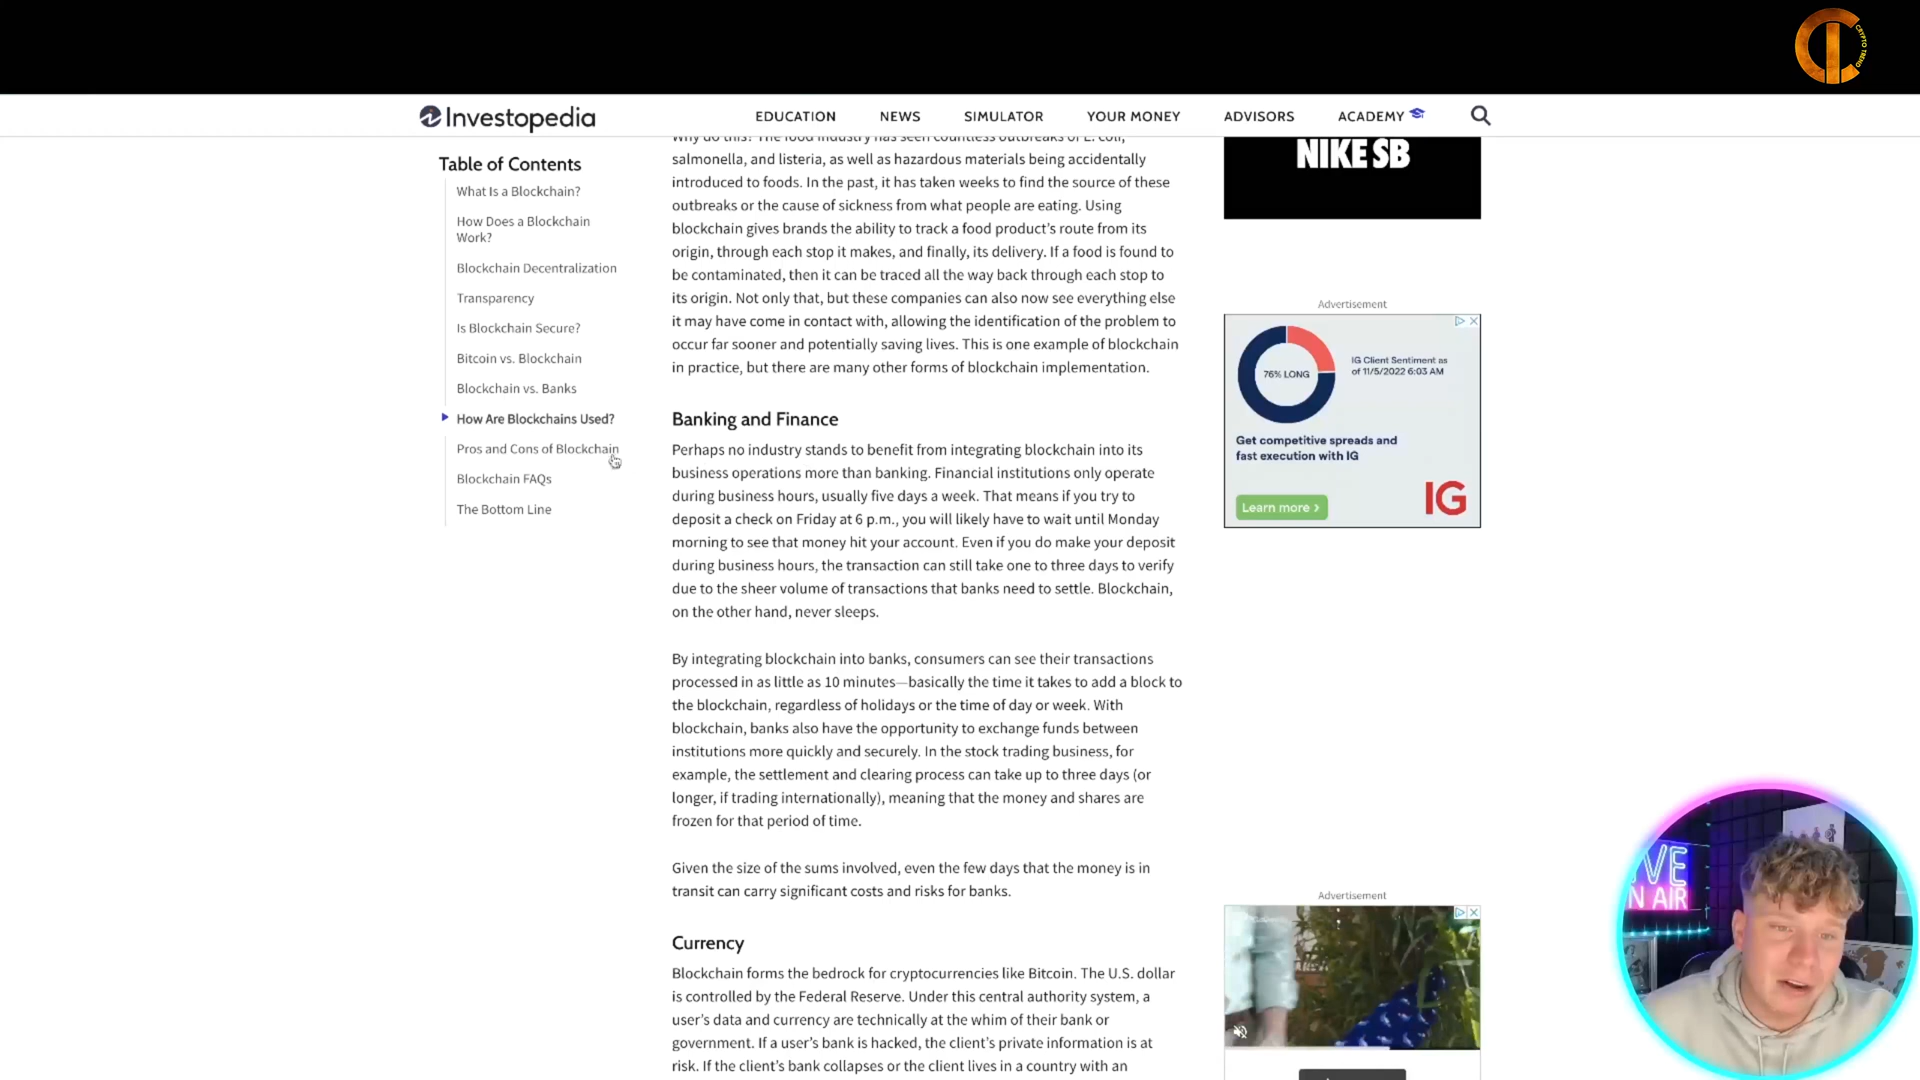 CRYPTO TREND
Investopedia
EDUCATION
NEWS
SIMULATOR
YOUR MONEY
ADVISORS
ACADEMY
Table of Contents
What Is a Blockchain?
How Does a Blockchain
Work?
Blockchain Decentralization
Transparency
Is Blockchain Secure?
Bitcoin vs. Blockchain
Blockchain vs. Banks
How Are Blockchains Used?
Pros and Cons of Blockchain
Blockchain FAQs
The Bottom Line
Why do this? The food industry has seen countless outbreaks of E. coli,
salmonella, and listeria, as well as hazardous materials being accidentally
introduced to foods. In the past, it has taken weeks to find the source of these
outbreaks or the cause of sickness from what people are eating. Using
blockchain gives brands the ability to track a food product's route from its
origin, through each stop it makes, and finally, its delivery. If a food is found to
be contaminated, then it can be traced all the way back through each stop to
its origin. Not only that, but these companies can also now see everything else
it may have come in contact with, allowing the identification of the problem to
occur far sooner and potentially saving lives. This is one example of blockchain
in practice, but there are many other forms of blockchain implementation.
Banking and Finance
Perhaps no industry stands to benefit from integrating blockchain into its
business operations more than banking. Financial institutions only operate
during business hours, usually five days a week. That means if you try to
deposit a check on Friday at 6 p.m., you will likely have to wait until Monday
morning to see that money hit your account. Even if you do make your deposit
during business hours, the transaction can still take one to three days to verify
due to the sheer volume of transactions that banks need to settle. Blockchain,
on the other hand, never sleeps.
By integrating blockchain into banks, consumers can see their transactions
processed in as little as 10 minutes—basically the time it takes to add a block to
the blockchain, regardless of holidays or the time of day or week. With
blockchain, banks also have the opportunity to exchange funds between
institutions more quickly and securely. In the stock trading business, for
example, the settlement and clearing process can take up to three days (or
longer, if trading internationally), meaning that the money and shares are
frozen for that period of time.
Given the size of the sums involved, even the few days that the money is in
transit can carry significant costs and risks for banks.
Currency
Blockchain forms the bedrock for cryptocurrencies like Bitcoin. The U.S. dollar
is controlled by the Federal Reserve. Under this central authority system, a
user's data and currency are technically at the whim of their bank or
government. If a user's bank is hacked, the client's private information is at
risk. If the client's bank collapses or the client lives in a country with an
NIKE SB
Advertisement
76% LONG
IG Client Sentiment as
of 11/5/2022 6:03 AM
Get competitive spreads and
fast execution with IG
Learn more >
IG
Advertisement
N AIR